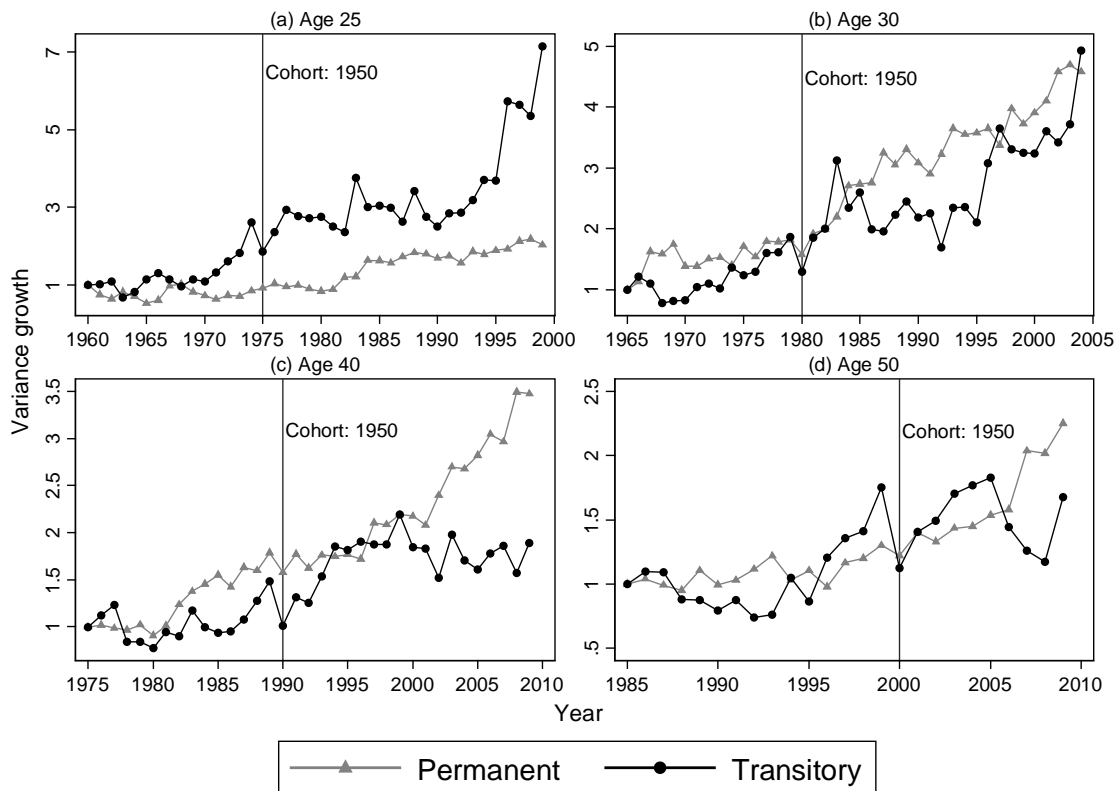 (a) Age 25
7
5
3
1
Cohort: 1950
1960 1965 1970 1975 1980 1985 1990 1995 2000
(b) Age 30
5
4
3
2
1
Cohort: 1950
1965 1970 1975 1980 1985 1990 1995 2000 2005
Variance growth
(c) Age 40
3.5
3
2.5
2
1.5
1
Cohort: 1950
1975 1980 1985 1990 1995 2000 2005 2010
(d) Age 50
2.5
2
1.5
1
.5
Cohort: 1950
1985 1990 1995 2000 2005 2010
Year
Permanent Transitory